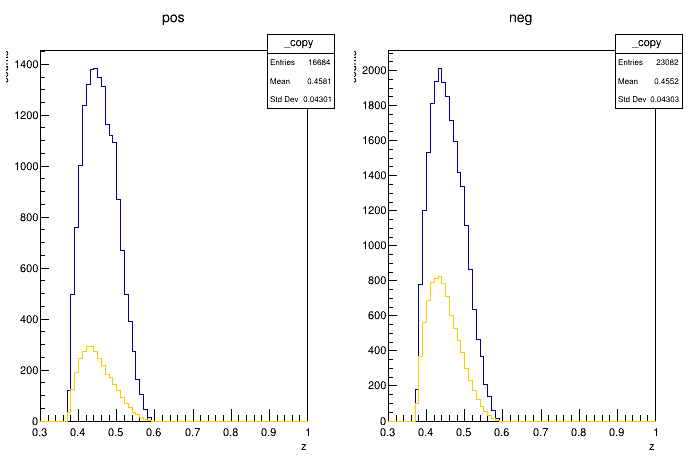 pos
_copy
Entries 16684
Mean 0.4581
Std Dev 0.04301
1400
1200
1000
800
600
400
200
0
0.3 0.4 0.5 0.6 0.7 0.8 0.9 1
z
neg
_copy
Entries 23082
Mean 0.4552
Std Dev 0.04303
2000
1800
1600
1400
1200
1000
800
600
400
200
0
0.3 0.4 0.5 0.6 0.7 0.8 0.9 1
z